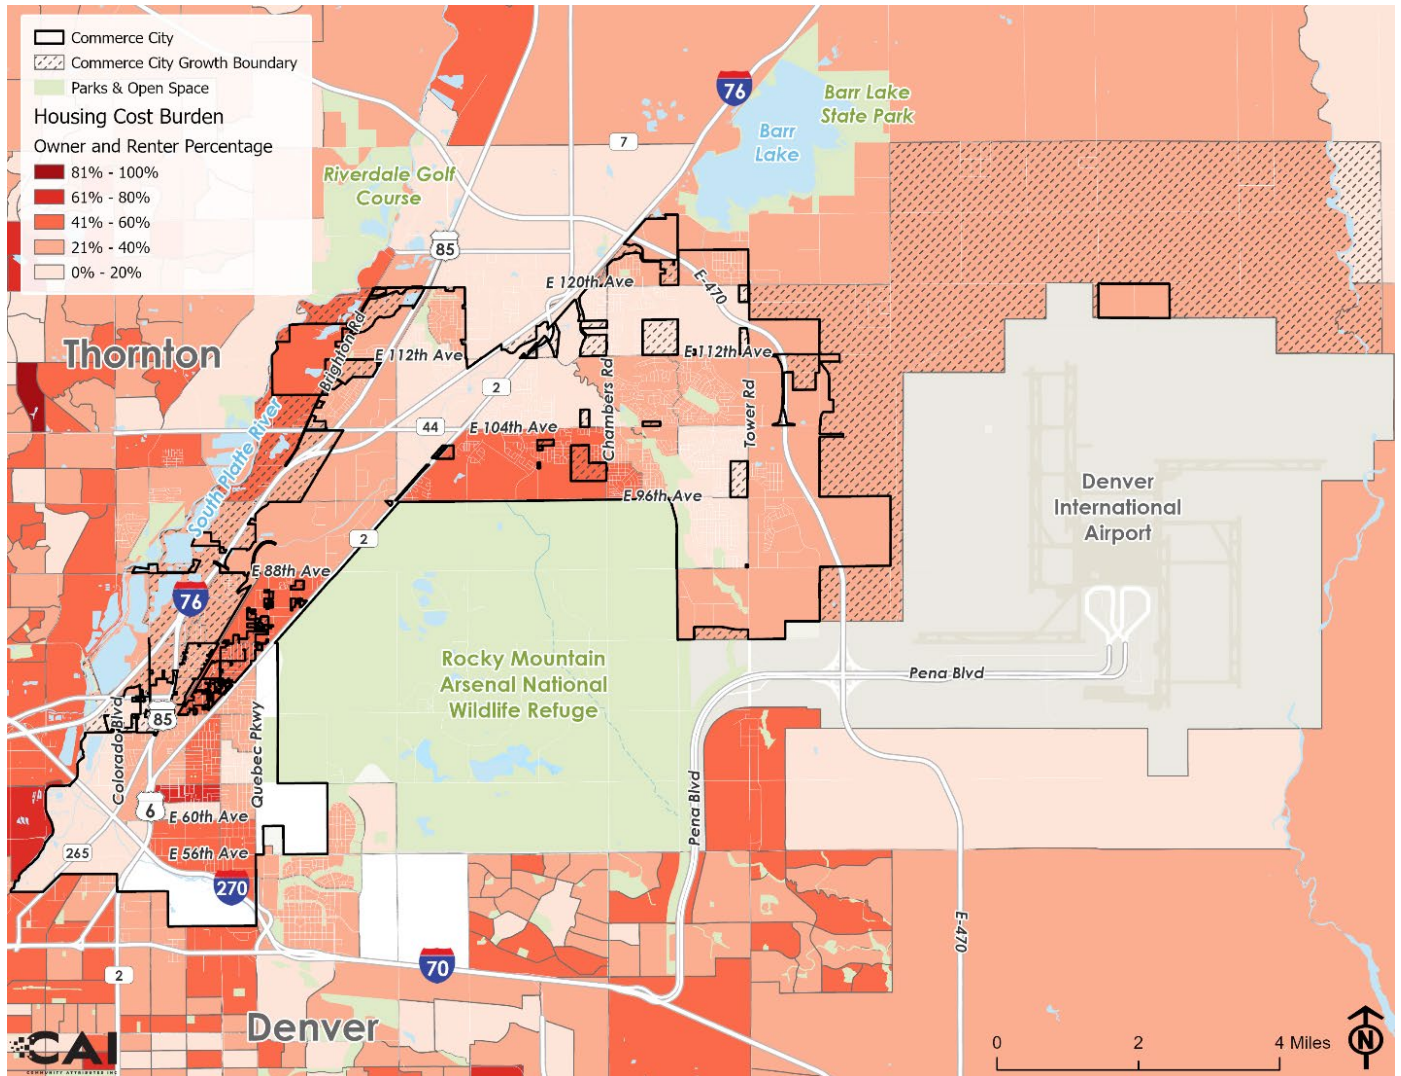 Commerce City
Commerce City Growth Boundary
Parks & Open Space
Housing Cost Burden
Owner and Renter Percentage
81% - 100%
61% - 80%
41% - 60%
21% - 40%
0% - 20%
76
Barr Lake
State Park
Barr
Lake
7
Riverdale Golf
Course
85
E-470
E 120th Ave
Brighton Rd
Thornton
E 112th Ave
E 112th Ave
2
Chambers Rd
Tower Rd
44
E 104th Ave
South Platte River
E 96th Ave
Denver
International
Airport
2
E 88th Ave
76
Rocky Mountain
Arsenal National
Wildlife Refuge
Pena Blvd
85
Colorado Blvd
Quebec Pkwy
Pena Blvd
6
E 60th Ave
265
E 56th Ave
270
E-470
70
2
Denver
CAI
COMMUNITY ATTRIBUTES INC
0
2
4 Miles
N